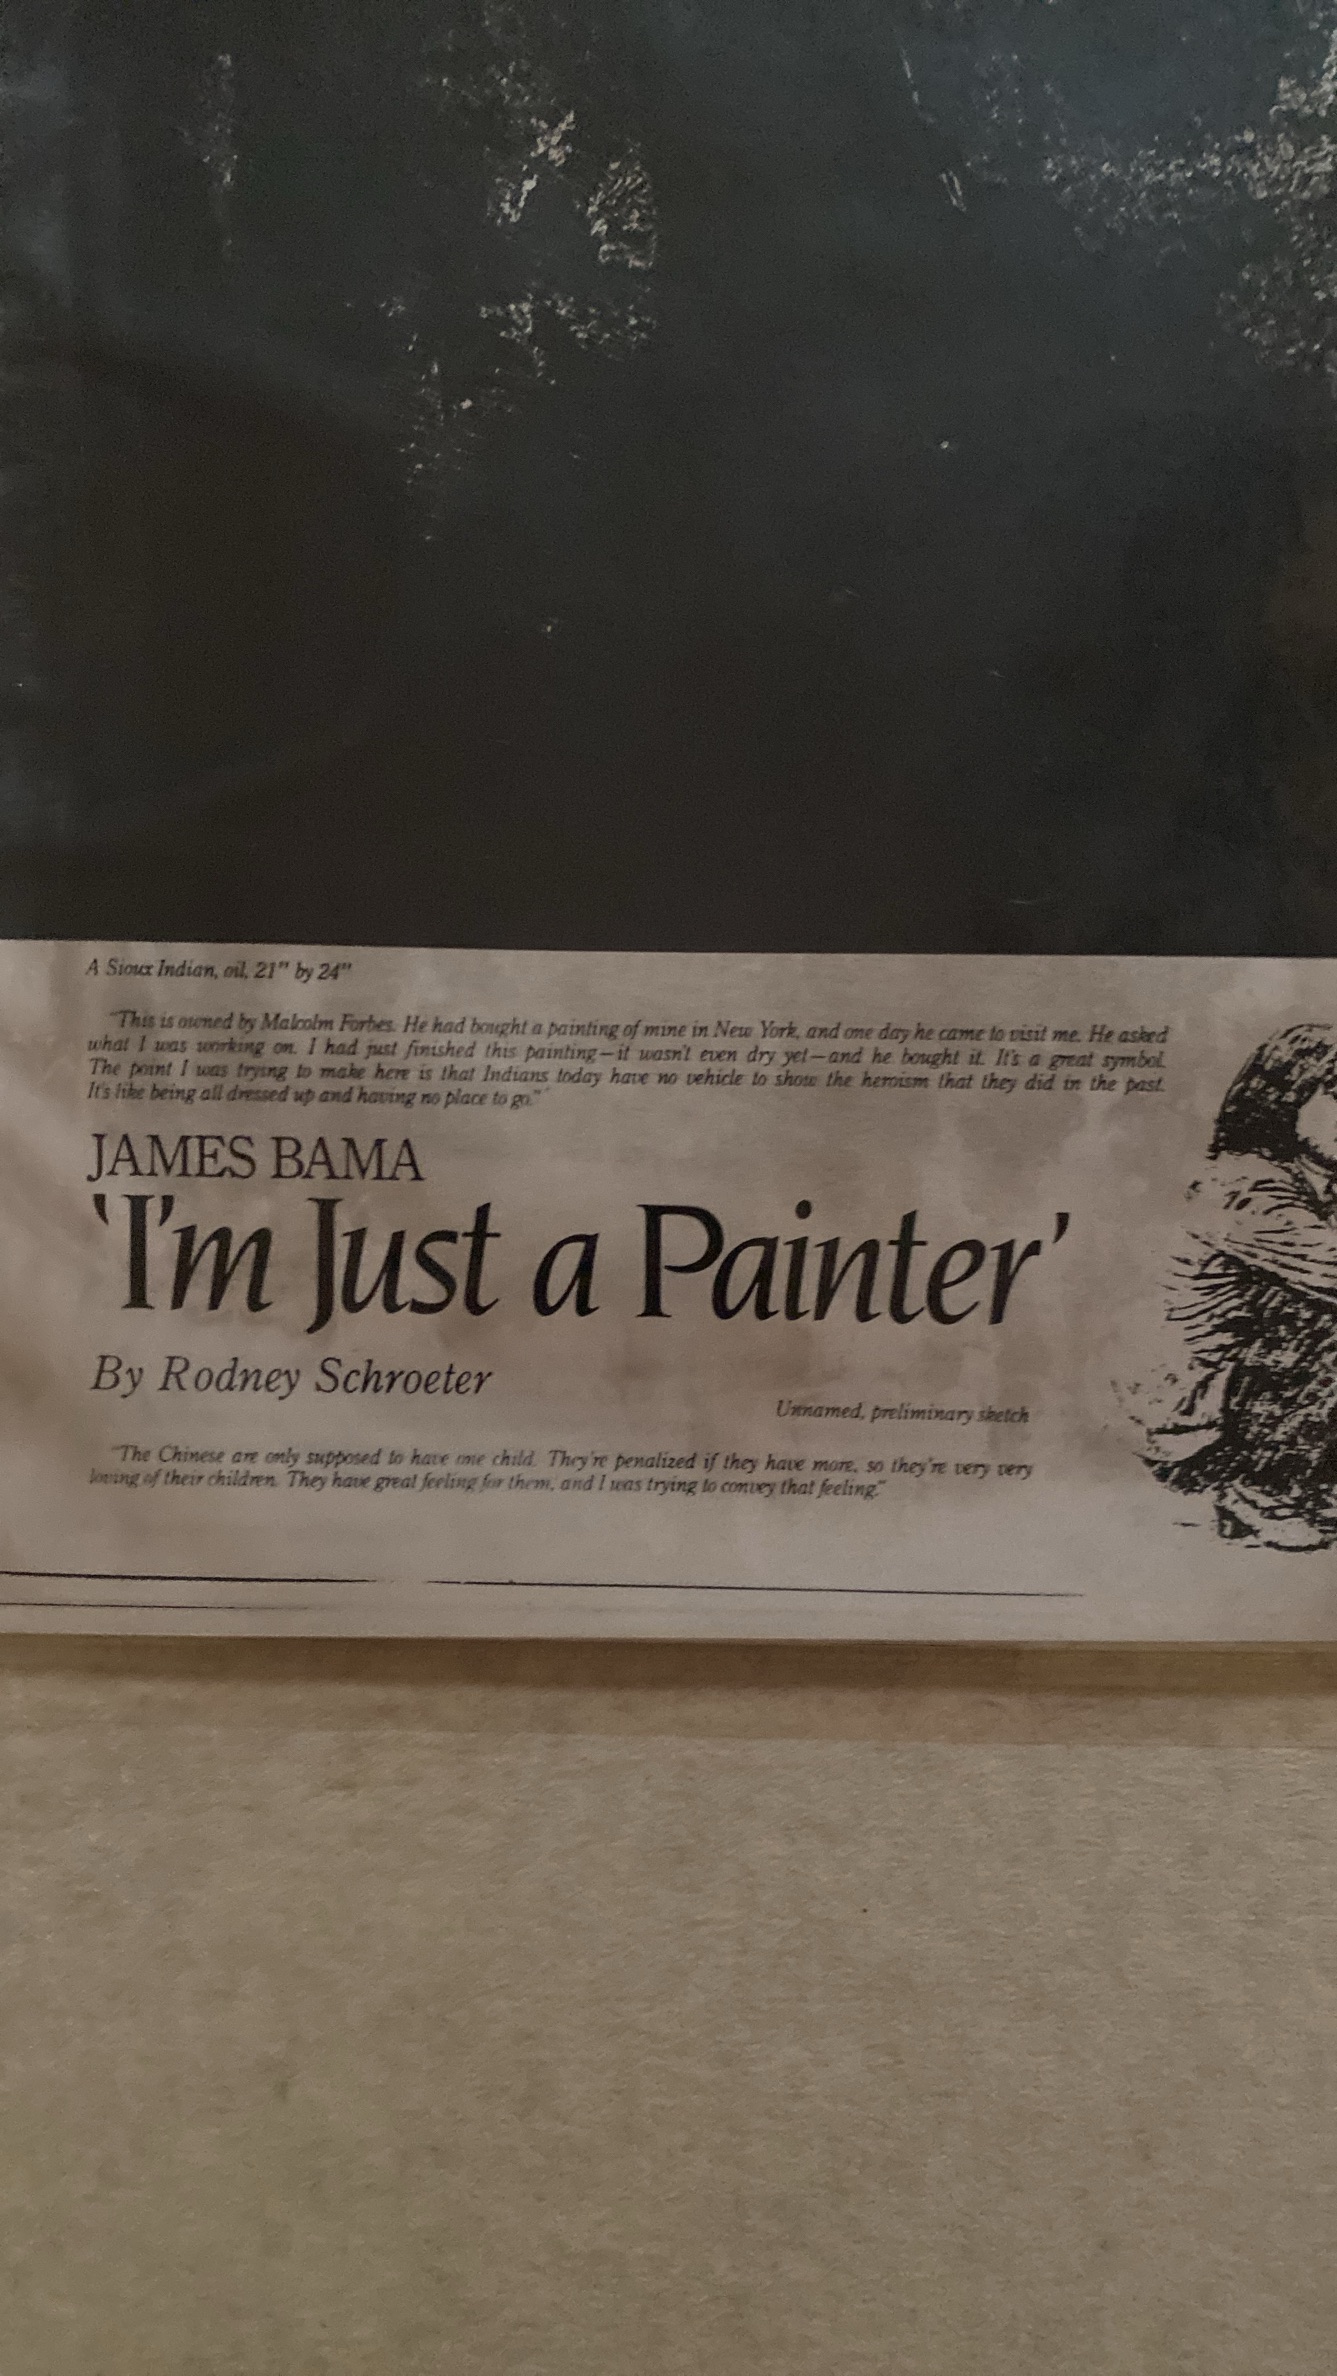 A Sioux Indian, oil, 21" by 24"
"This is owned by Malcolm Forbes. He had bought a painting of mine in New York, and one day he came to visit me. He asked
what I was working on. I had just finished this painting—it wasn't even dry yet—and he bought it. It's a great symbol.
The point I was trying to make here is that Indians today have no vehicle to show the heroism that they did in the past.
It's like being all dressed up and having no place to go."
JAMES BAMA
'I'm Just a Painter'
By Rodney Schroeter
Unnamed, preliminary sketch
"The Chinese are only supposed to have one child. They're penalized if they have more, so they're very very
loving of their children. They have great feeling for them, and I was trying to convey that feeling."